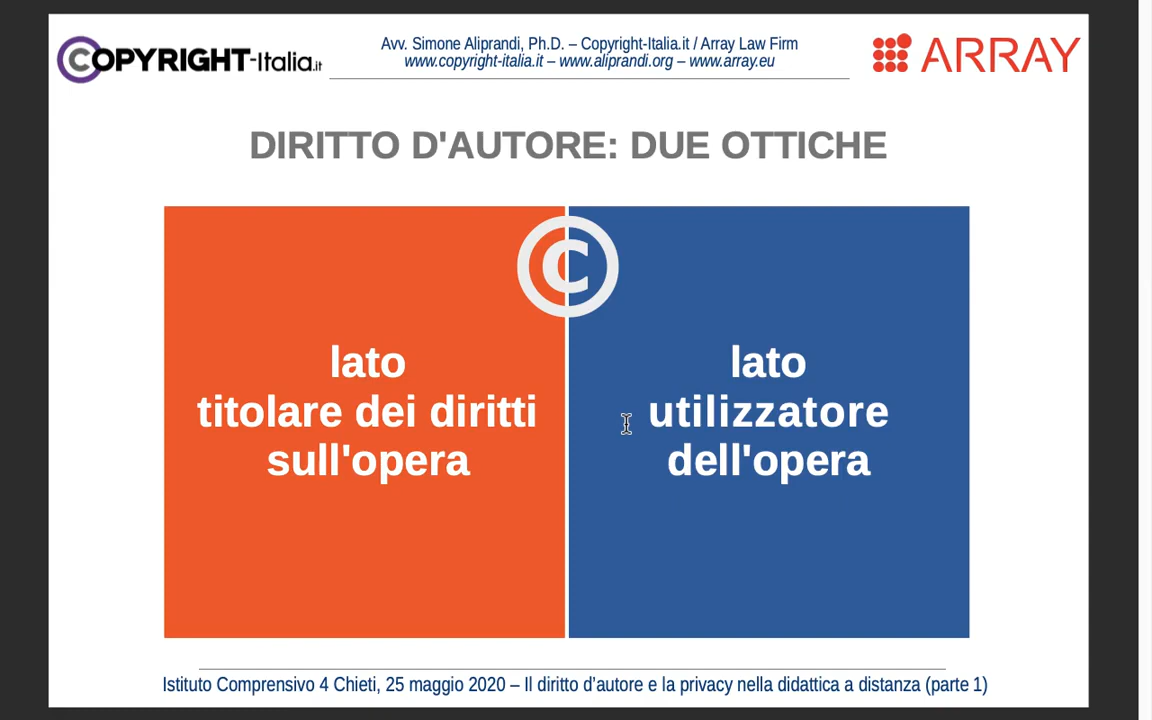 COPYRIGHT-Italia.it
Avv. Simone Aliprandi, Ph.D. – Copyright-Italia.it / Array Law Firm
www.copyright-italia.it – www.aliprandi.org – www.array.eu
ARRAY
DIRITTO D'AUTORE: DUE OTTICHE
©
lato
titolare dei diritti
sull'opera
lato
utilizzatore
dell'opera
Istituto Comprensivo 4 Chieti, 25 maggio 2020 – Il diritto d’autore e la privacy nella didattica a distanza (parte 1)